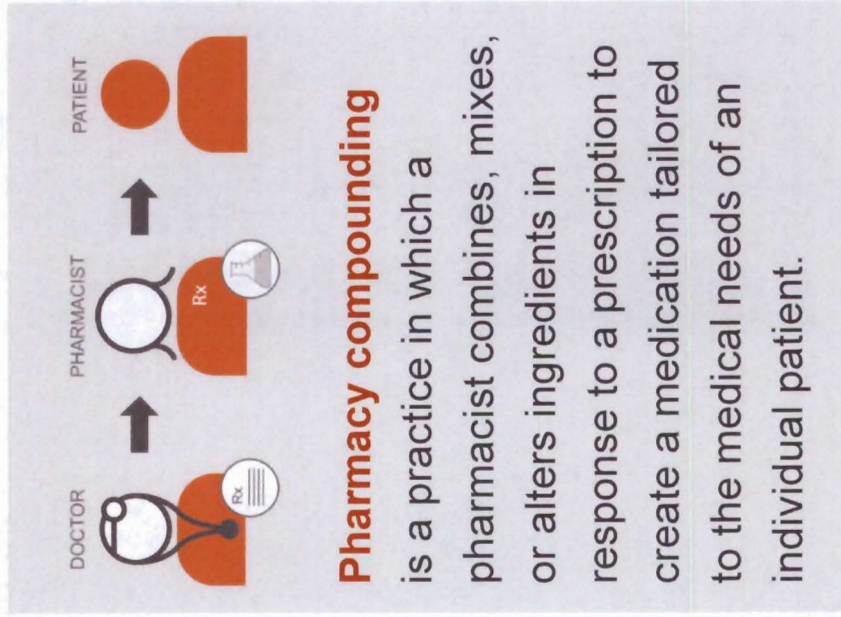 DOCTOR
PHARMACIST
PATIENT
Rx
Rx
Pharmacy compounding
is a practice in which a
pharmacist combines, mixes,
or alters ingredients in
response to a prescription to
create a medication tailored
to the medical needs of an
individual patient.